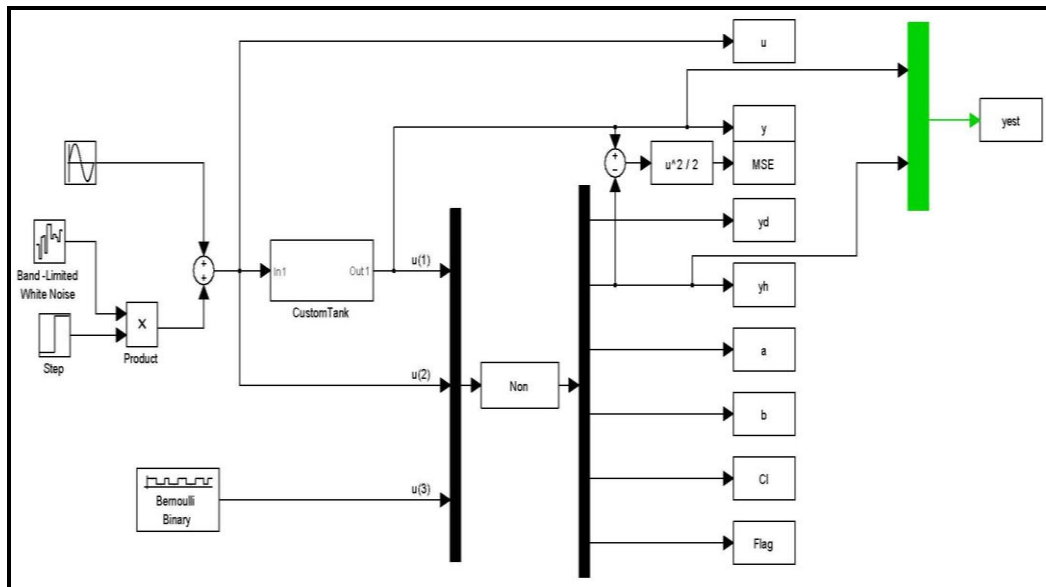 u
yest
y
u^2 / 2
MSE
yd
Band -Limited
White Noise
u(1)
In1
Out1
yh
CustomTank
X
Step
Product
a
u(2)
Non
b
u(3)
Cl
Bernoulli
Binary
Flag
+
-
+
+